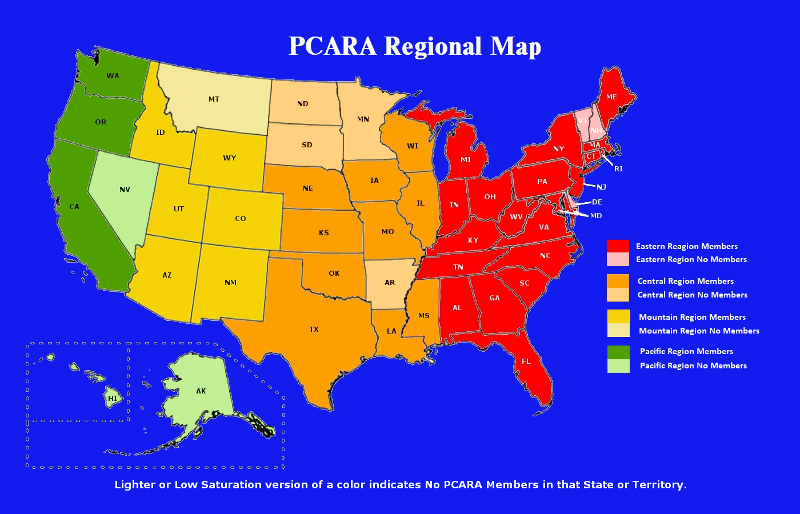 PCARA Regional Map
WA
OR
CA
NV
ID
MT
WY
UT
CO
AZ
NM
ND
SD
NE
KS
OK
TX
MN
IA
MO
AR
LA
WI
IL
MS
MI
IN
OH
KY
TN
AL
GA
FL
SC
NC
VA
WV
PA
NY
VT
NH
ME
MA
CT
RI
NJ
DE
MD
HI
AK
Eastern Reagion Members
Eastern Region No Members
Central Region Members
Central Region No Members
Mountain Region Members
Mountain Region No Members
Pacific Region Members
Pacific Region No Members
Lighter or Low Saturation version of a color indicates No PCARA Members in that State or Territory.